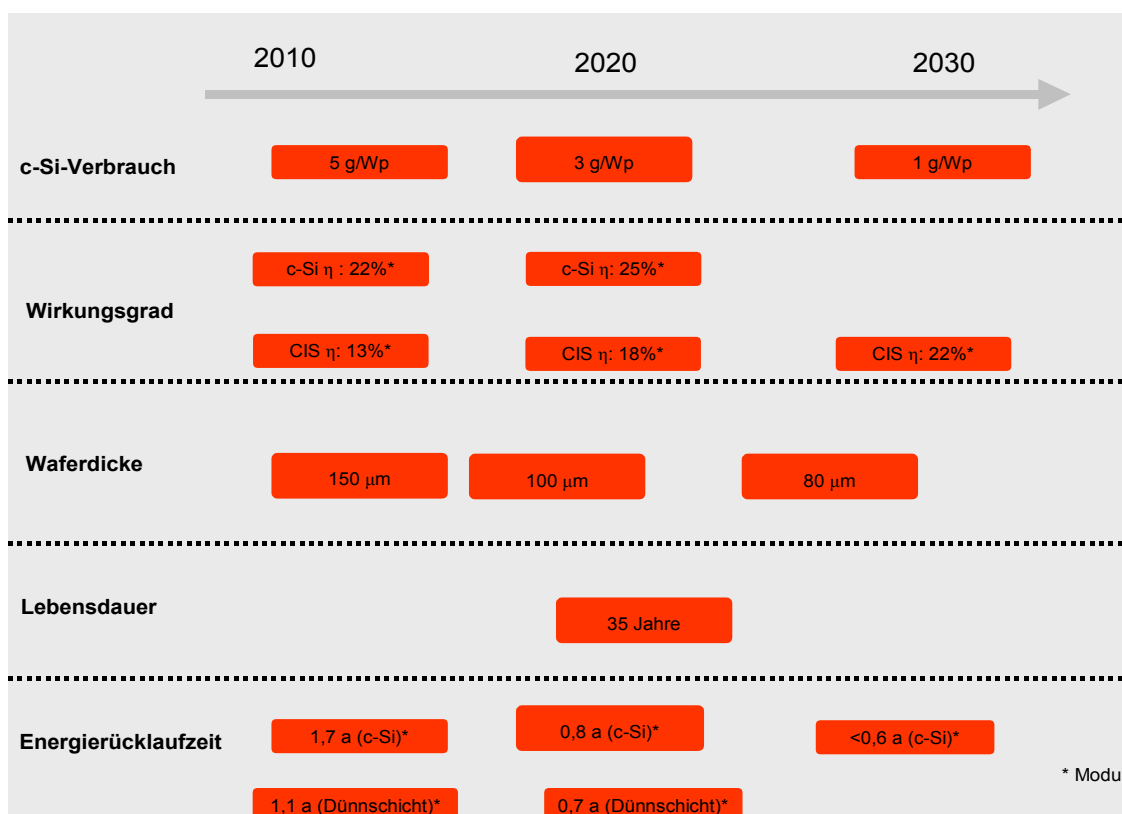 2010 2020 2030
c-Si-Verbrauch 5 g/Wp 3 g/Wp 1 g/Wp
c-Si η : 22%* c-Si η: 25%*
Wirkungsgrad
CIS η: 13%* CIS η: 18%* CIS η: 22%*
Waferdicke 150 μm 100 μm 80 μm
Lebensdauer 35 Jahre
Energierücklaufzeit 1,7 a (c-Si)* 0,8 a (c-Si)* <0,6 a (c-Si)*
* Modu
1,1 a (Dünnschicht)* 0,7 a (Dünnschicht)*